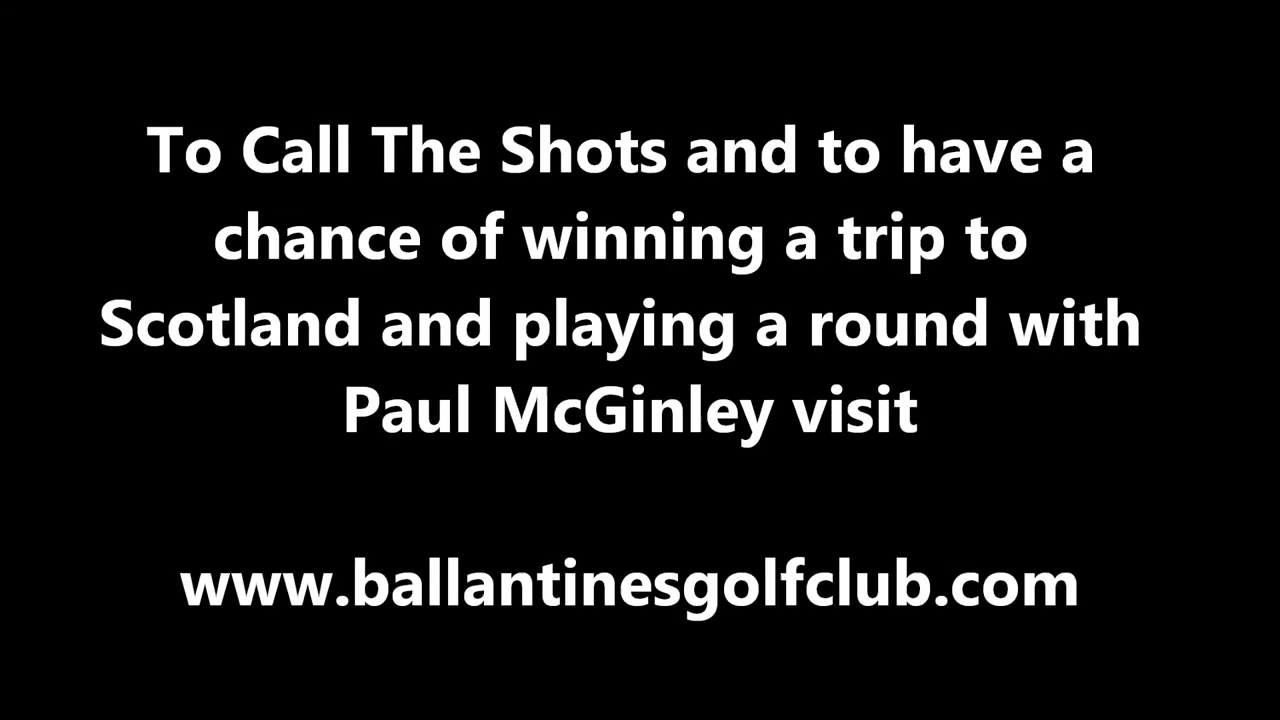 To Call The Shots and to have a
chance of winning a trip to
Scotland and playing a round with
Paul McGinley visit
www.ballantinesgolfclub.com